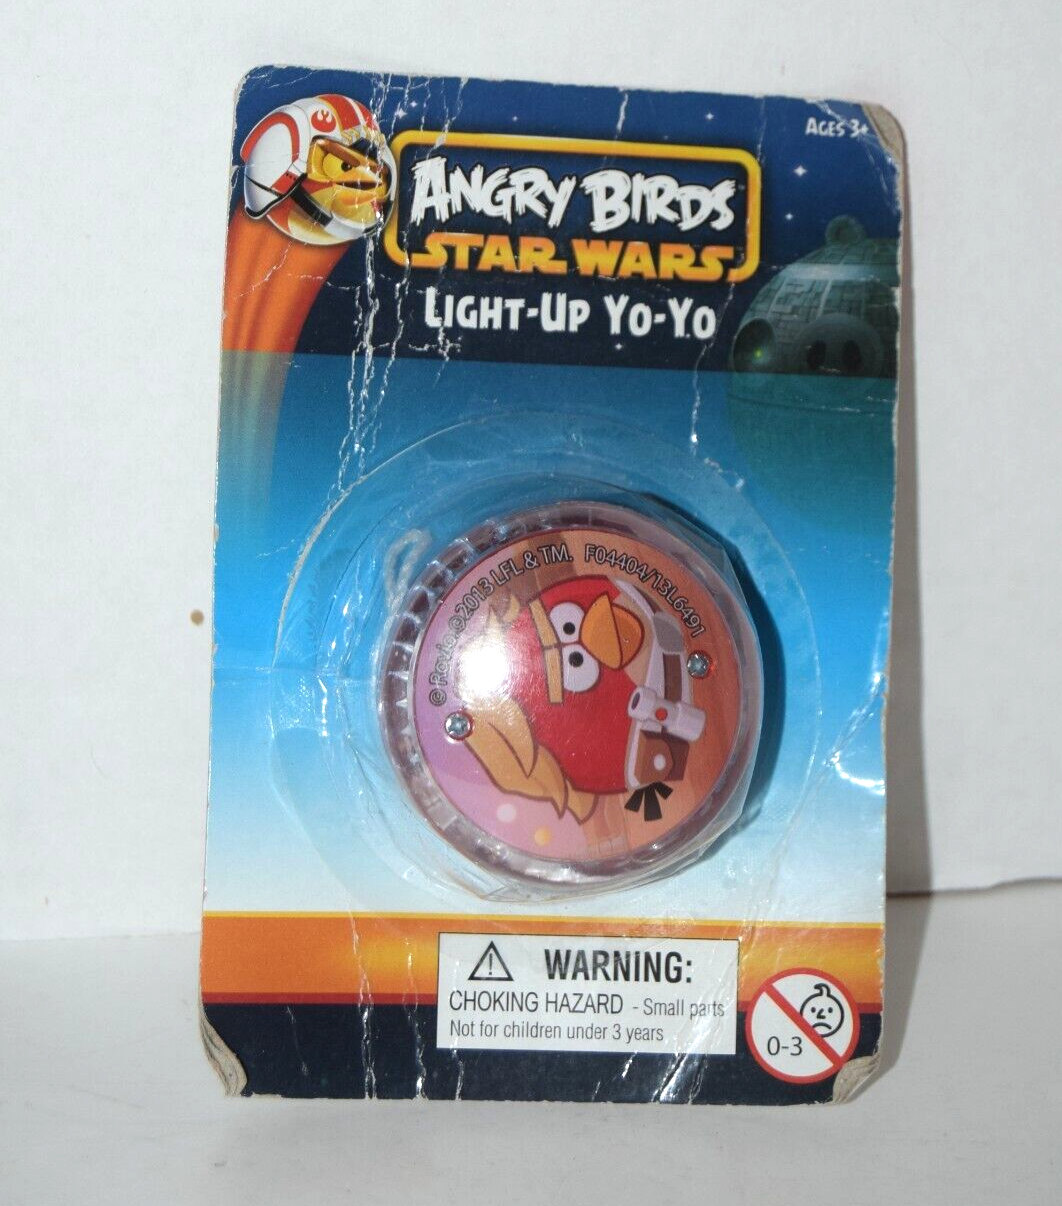 AGES 3+
ANGRY BIRDS
STAR WARS
LIGHT-UP YO-YO
© Rovio. ©2013 LFL & TM. F04404/13L6491
WARNING:
CHOKING HAZARD - Small parts
Not for children under 3 years
0-3